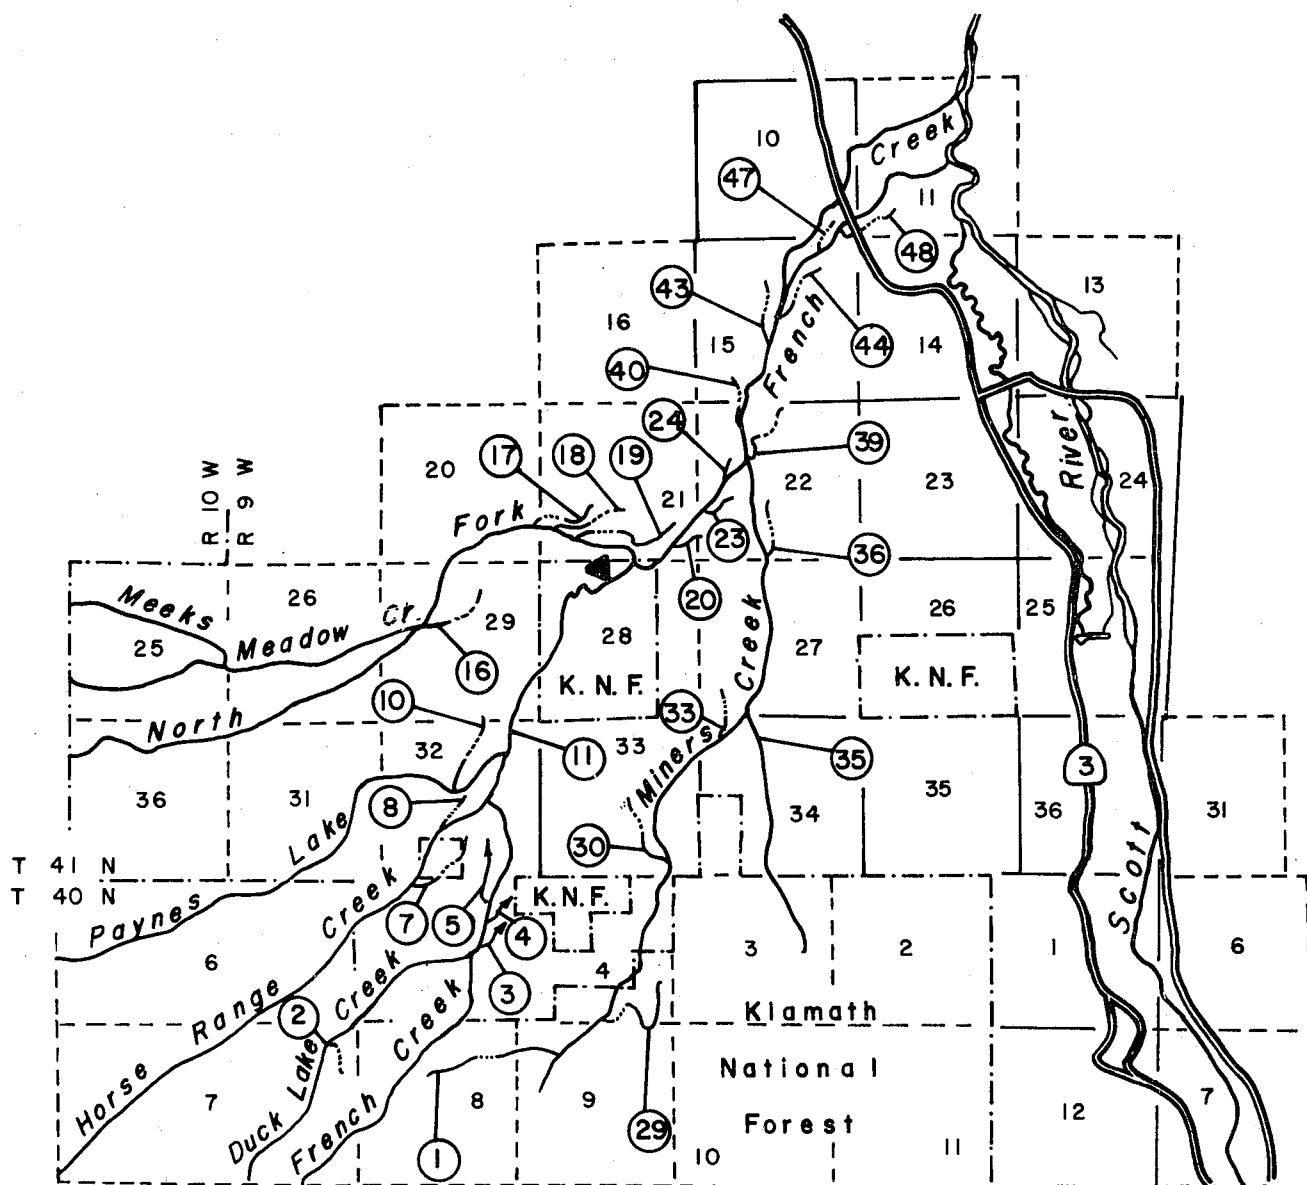 10
Creek
47
11
48
13
43
16
French
15
44
14
40
24
39
20
17
18
19
21
22
23
24
R 10 W
R 9 W
Fork
River
23
36
20
Meeks
26
Cr.
Meadow
25
29
28
Creek
26
25
16
27
K. N. F.
K. N. F.
10
North
33
32
11
33
Miners
35
3
36
31
8
34
35
36
31
Lake
30
T 41 N
T 40 N
Creek
K. N. F.
Paynes
7
5
4
Scott
6
3
2
1
6
4
Creek
3
Range
2
Creek
Klamath
Lake
Horse
National
7
8
9
7
Duck
French
Forest
12
1
29
10
11